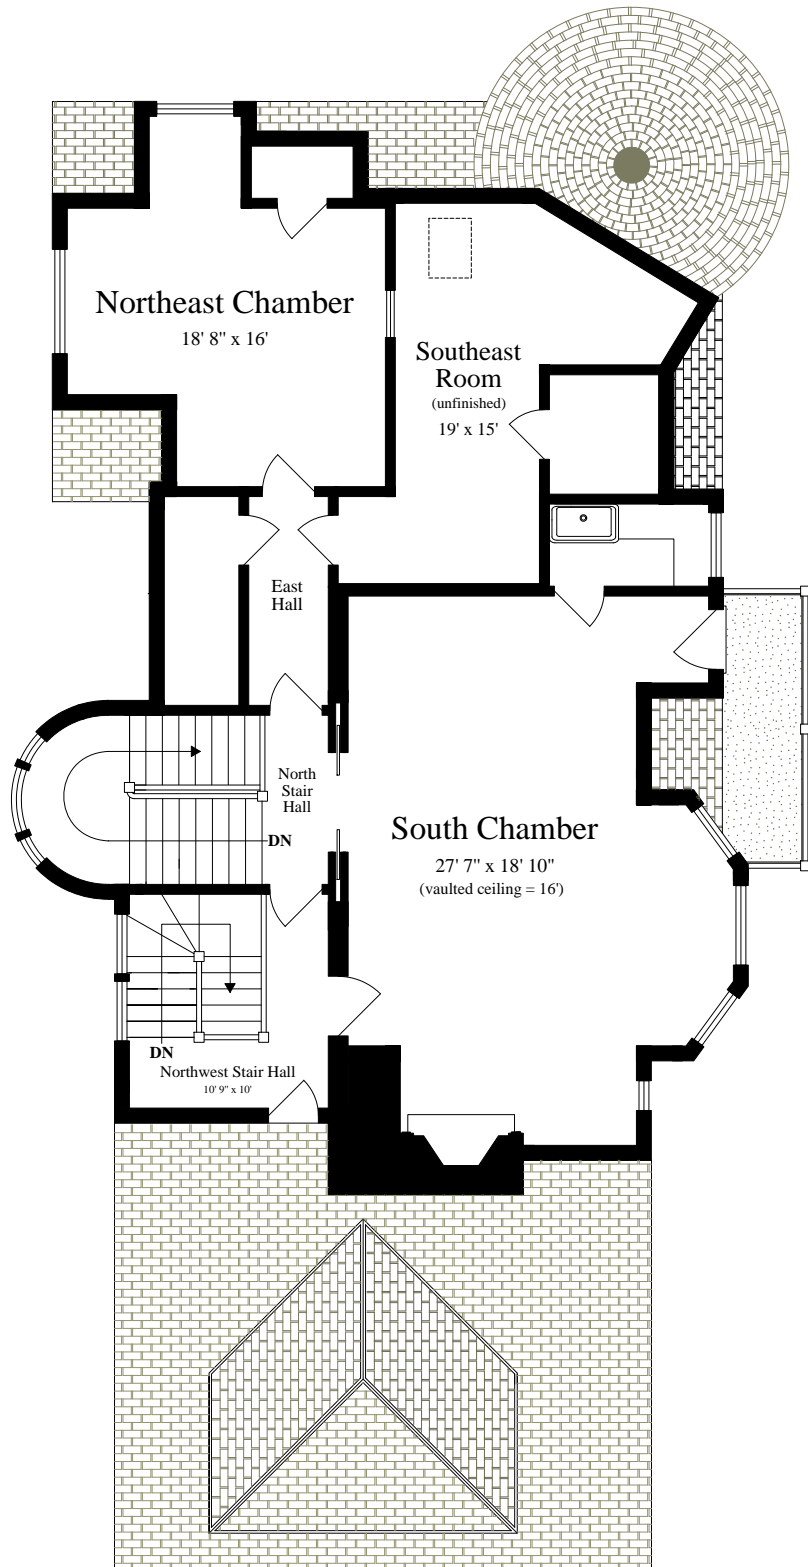 Northeast Chamber
18' 8" x 16'
Southeast
Room
(unfinished)
19' x 15'
East
Hall
North
Stair
Hall
DN
South Chamber
27' 7" x 18' 10"
(vaulted ceiling = 16')
DN
Northwest Stair Hall
10' 9" x 10'